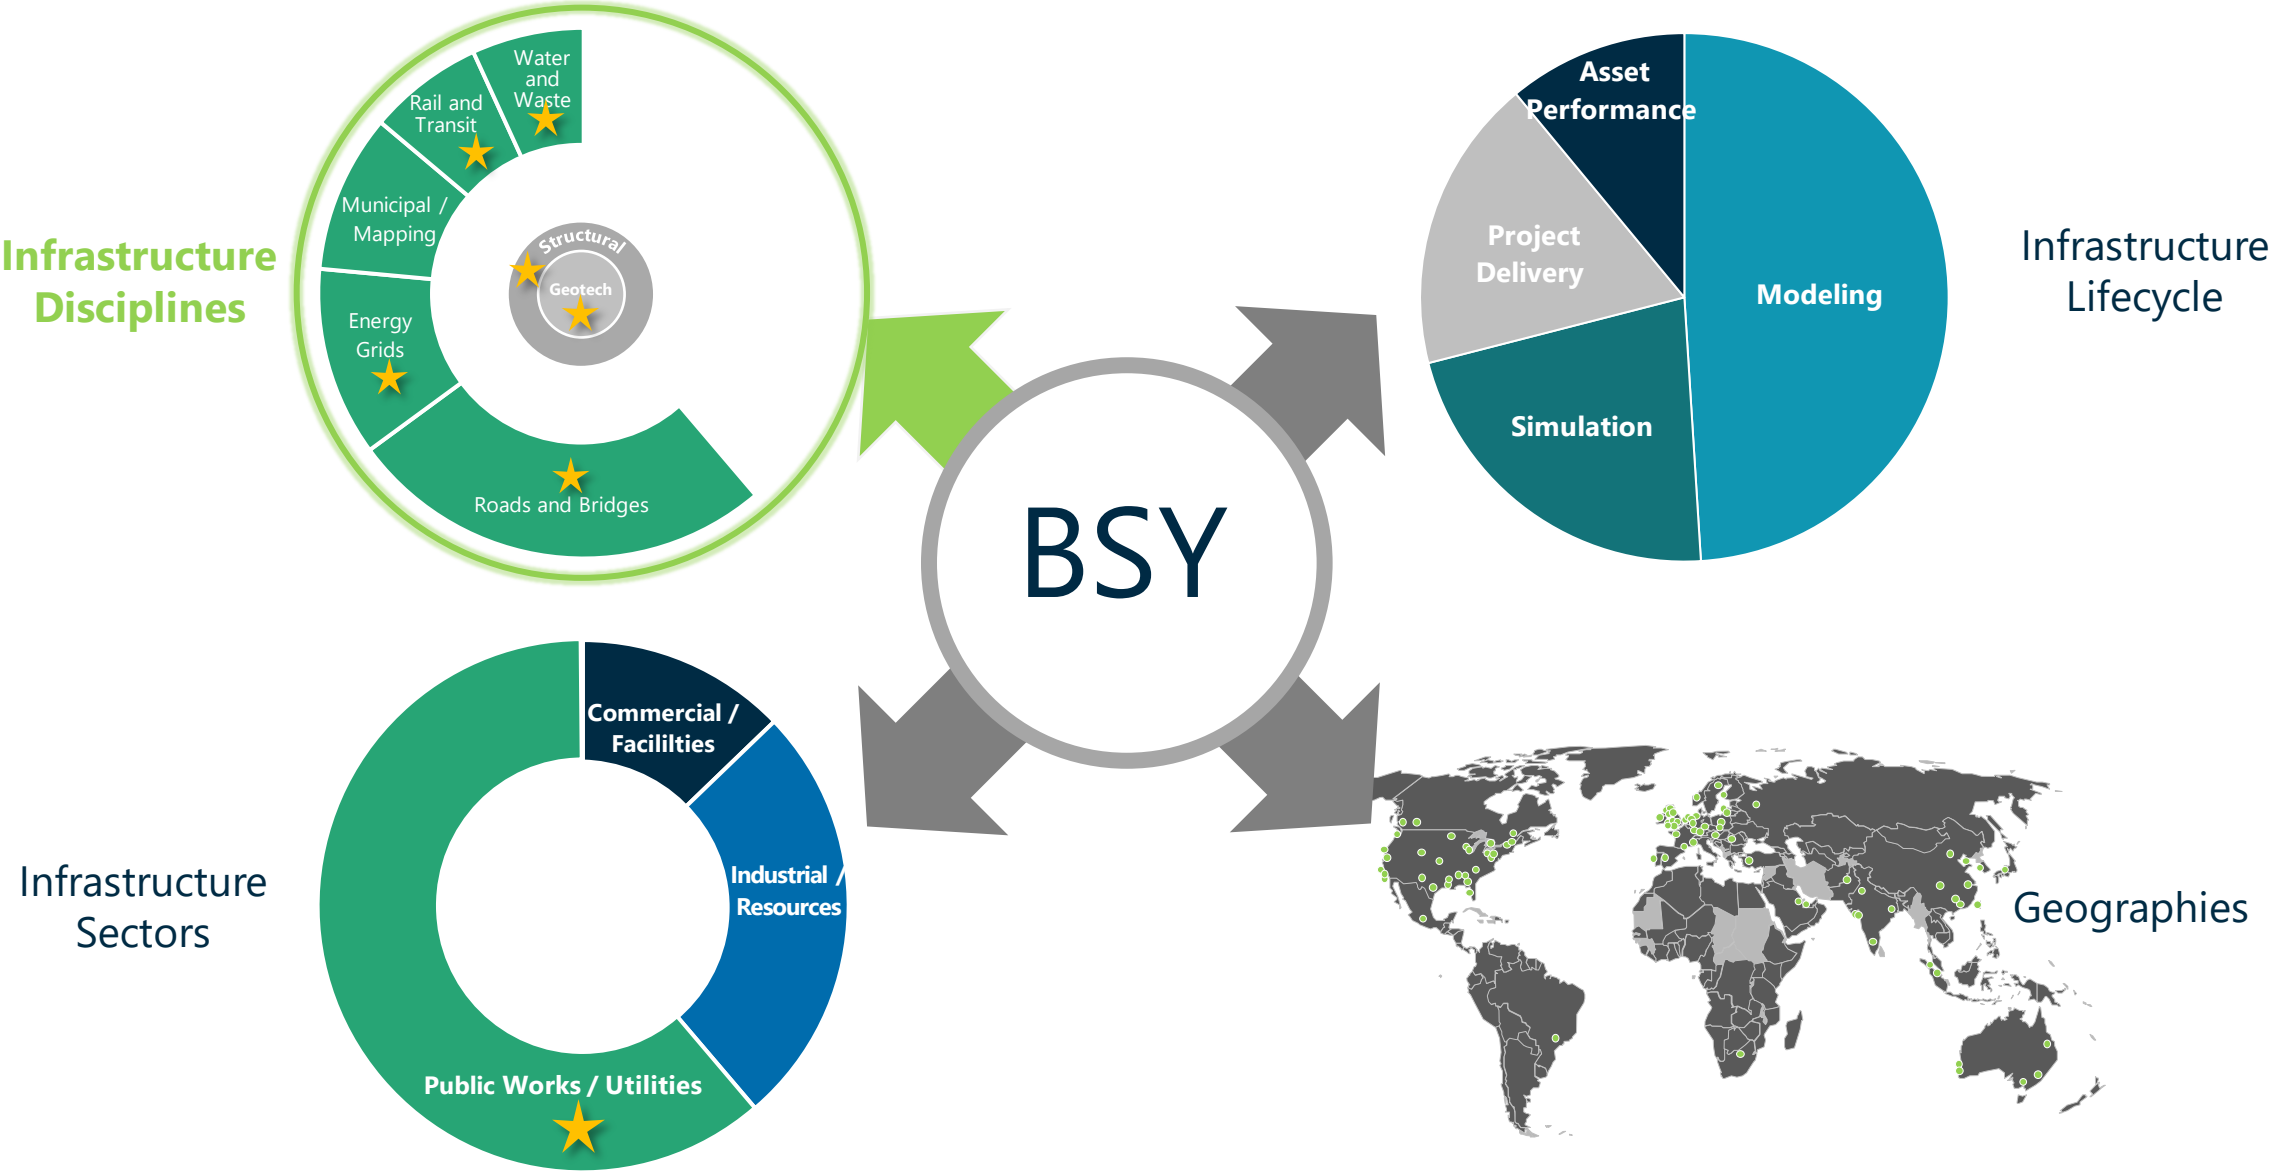 Infrastructure
Disciplines
Water
and
Waste
Rail and
Transit
Municipal /
Mapping
Energy
Grids
Roads and Bridges
Structural
Geotech
Asset
Performance
Project
Delivery
Modeling
Simulation
Infrastructure
Lifecycle
BSY
Infrastructure
Sectors
Commercial /
Facililties
Industrial /
Resources
Public Works / Utilities
Geographies